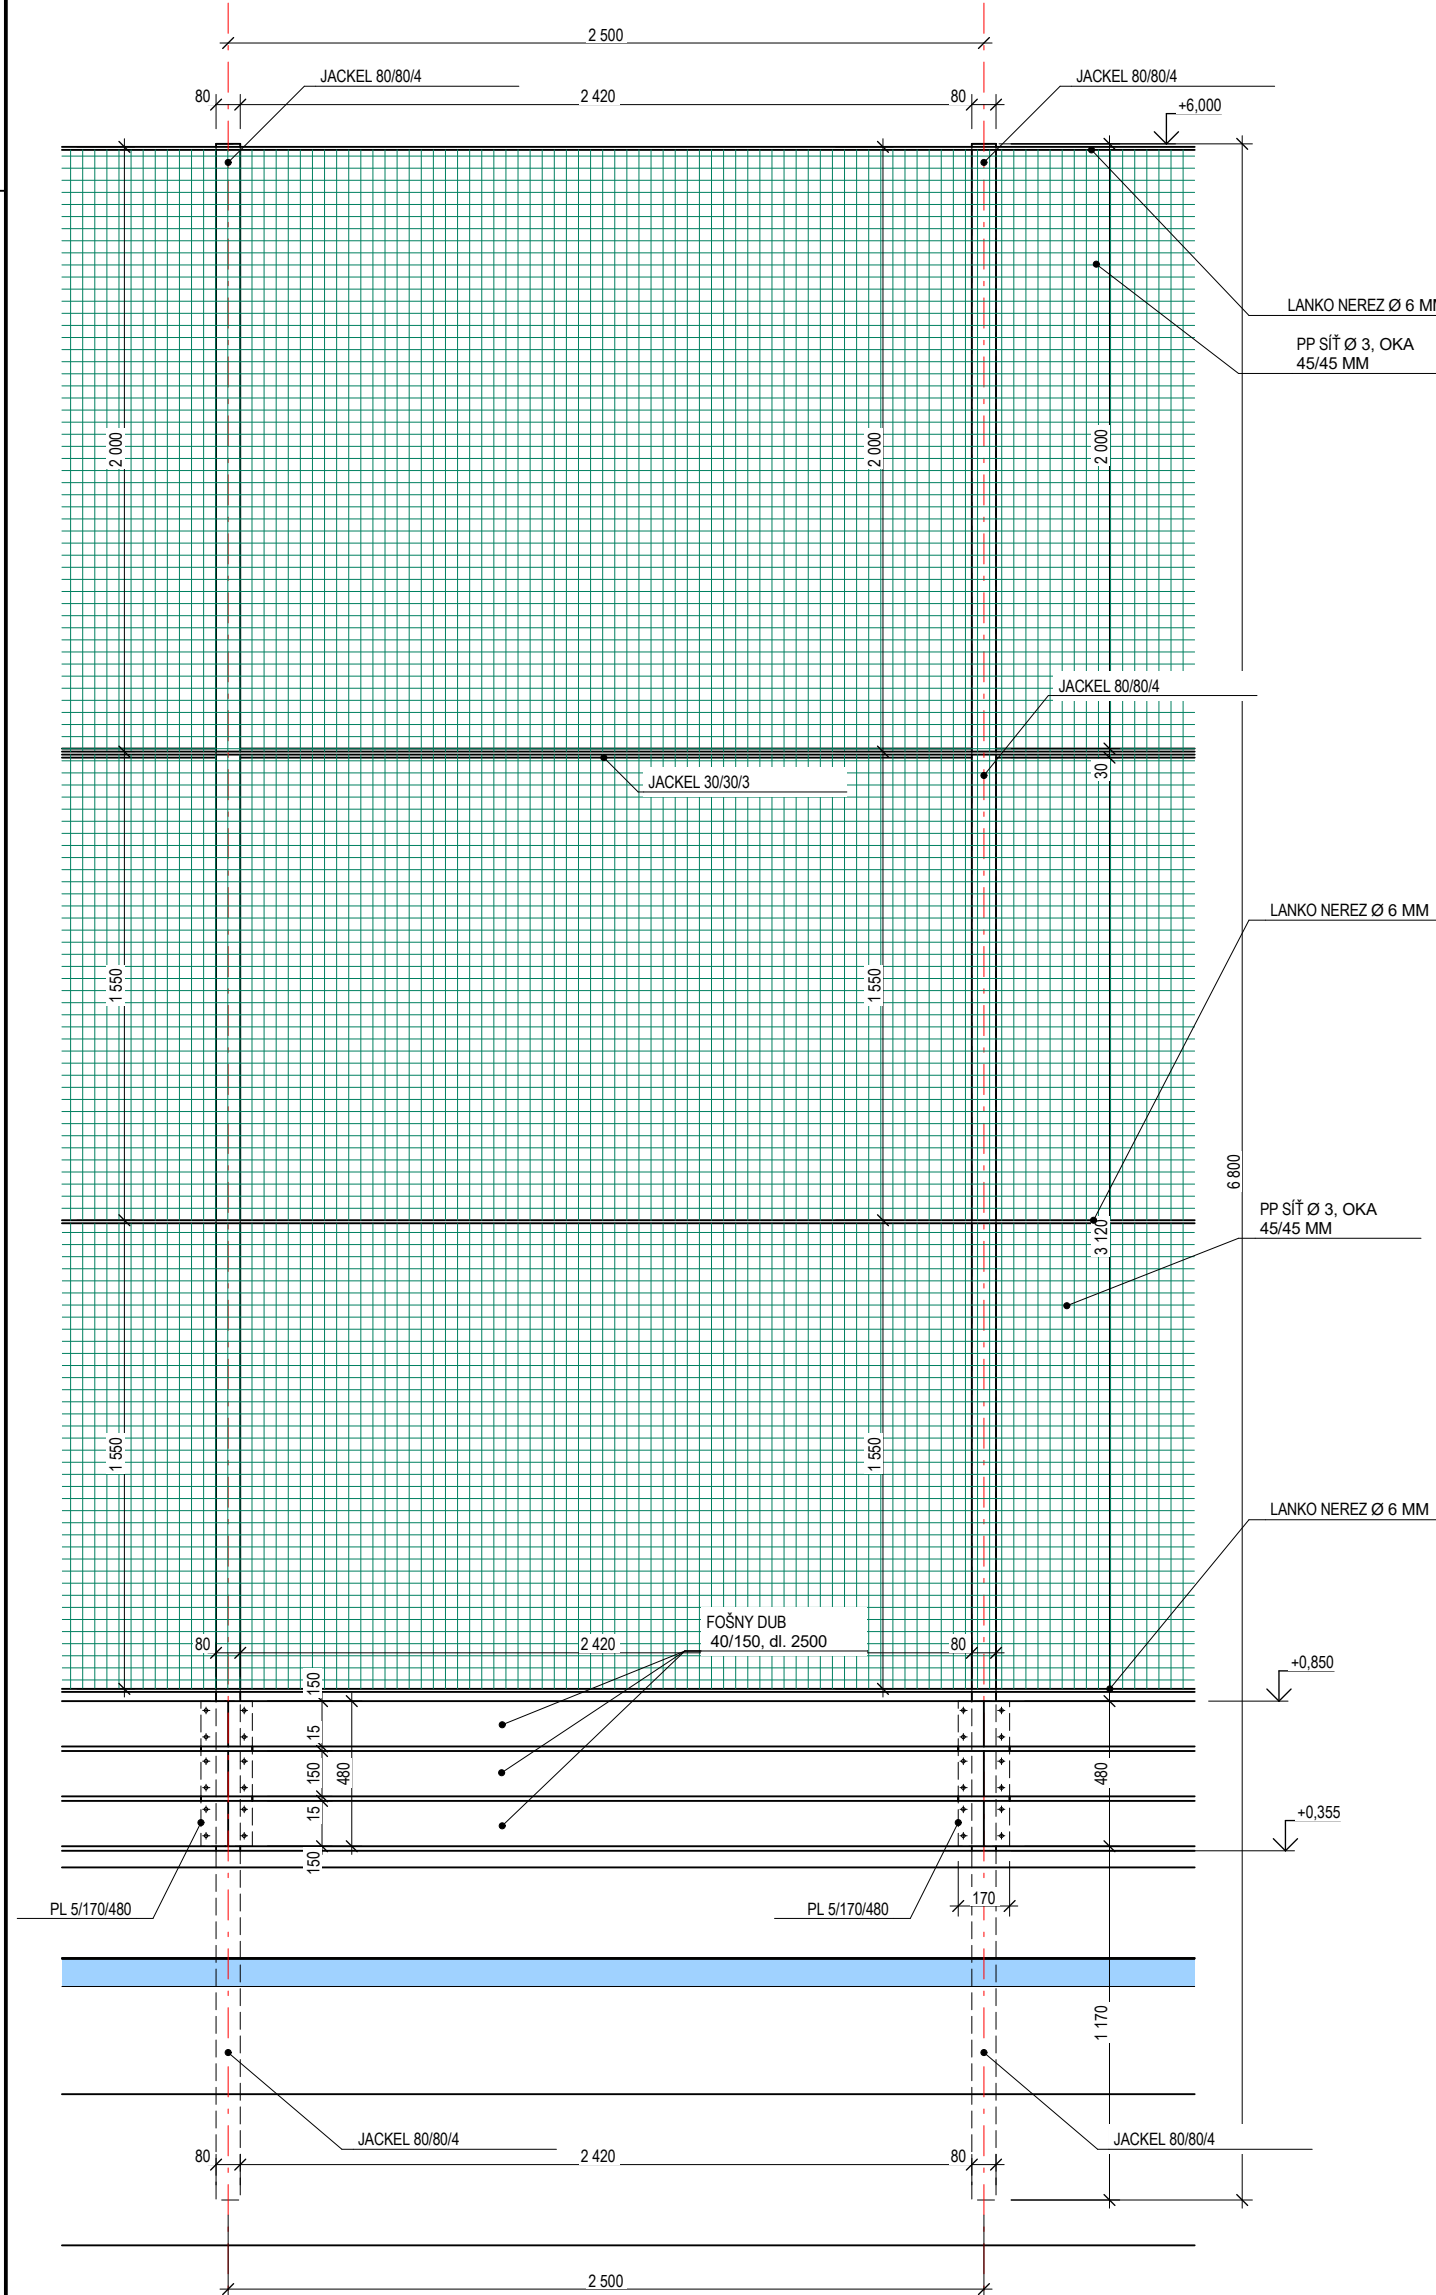 2 500
JACKEL 80/80/4
JACKEL 80/80/4
80
2 420
80
+6,000
LANKO NEREZ Ø 6 MM
PP SÍŤ Ø 3, OKA
45/45 MM
2 000
2 000
2 000
JACKEL 80/80/4
30
JACKEL 30/30/3
LANKO NEREZ Ø 6 MM
1 550
1 550
6 800
PP SÍŤ Ø 3, OKA
45/45 MM
3 120
1 550
1 550
LANKO NEREZ Ø 6 MM
FOŠNY DUB
40/150, dl. 2500
80
2 420
80
+0,850
150
15
150
480
480
15
+0,355
150
PL 5/170/480
PL 5/170/480
170
1 170
JACKEL 80/80/4
JACKEL 80/80/4
80
2 420
80
2 500